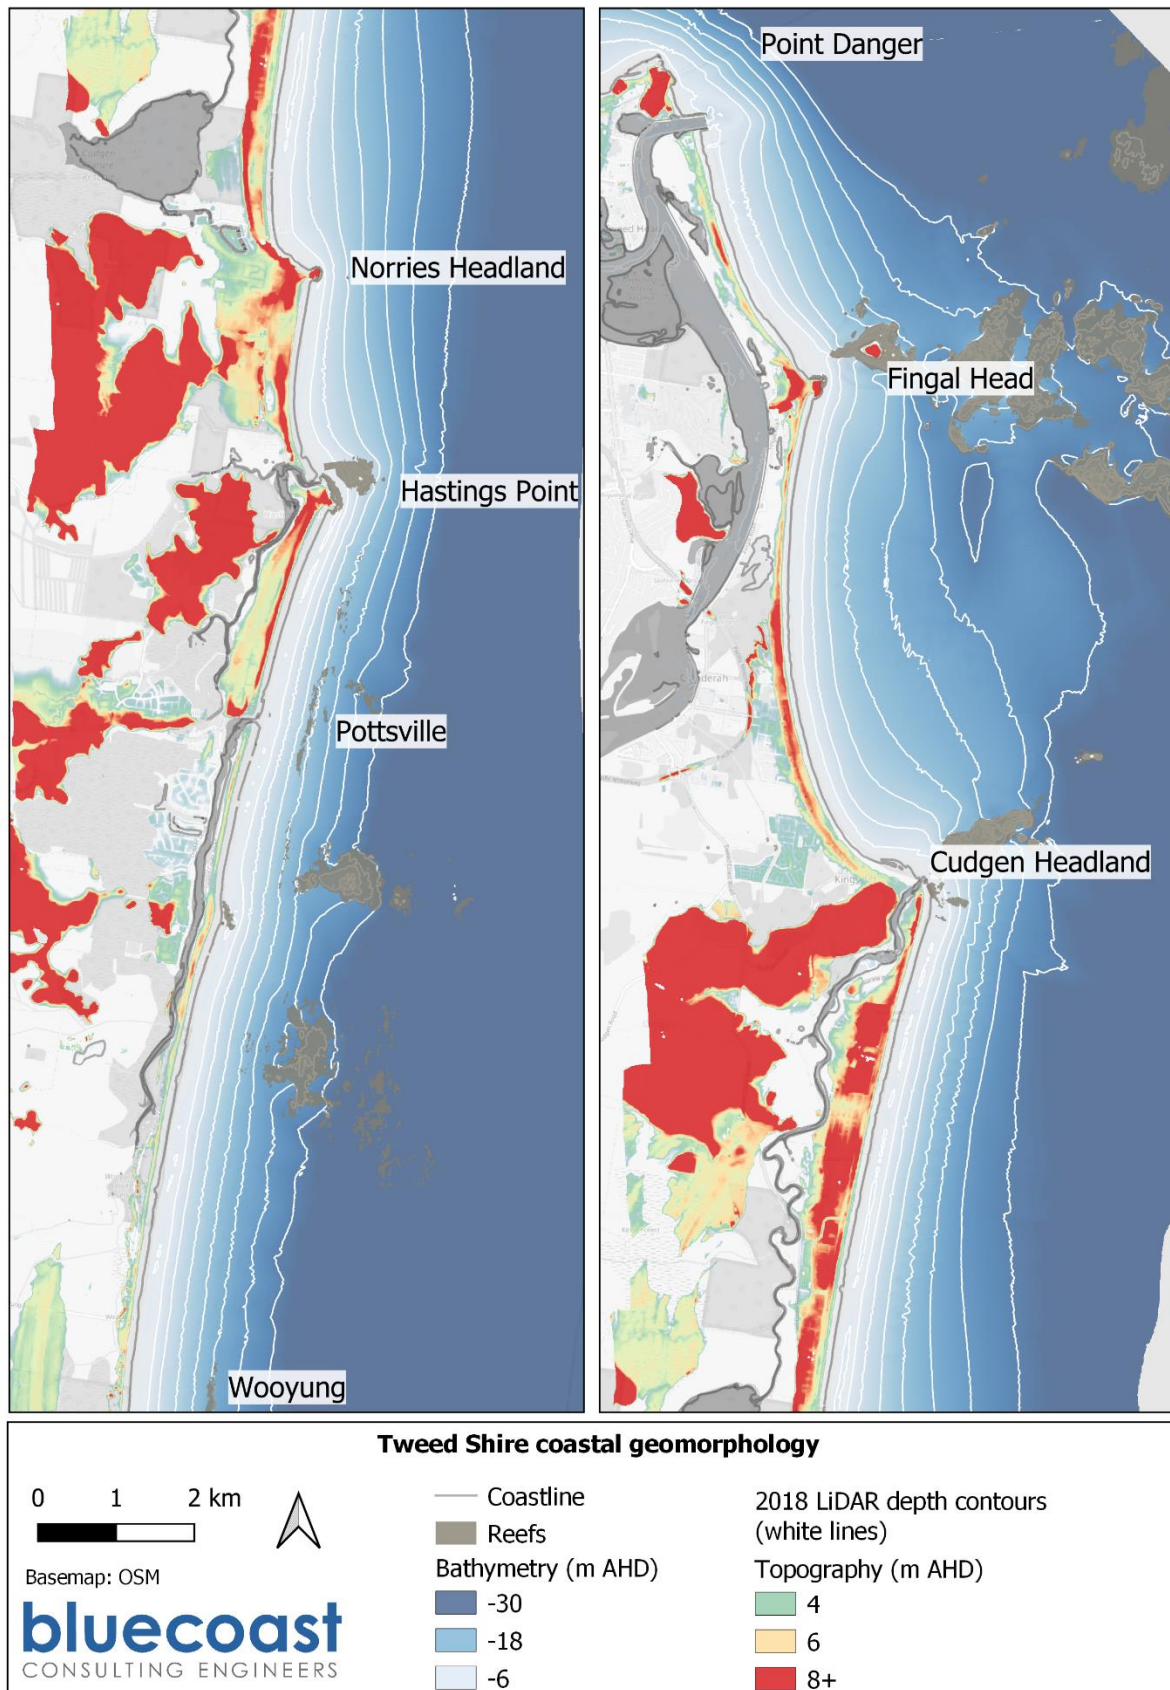 Norries Headland
Hastings Point
Pottsville
Wooyung
Point Danger
Fingal Head
Cudgen Headland
Tweed Shire coastal geomorphology
0 1 2 km
Basemap: OSM
bluecoast
CONSULTING ENGINEERS
Coastline
Reefs
Bathymetry (m AHD)
-30
-18
-6
2018 LiDAR depth contours
(white lines)
Topography (m AHD)
4
6
8+